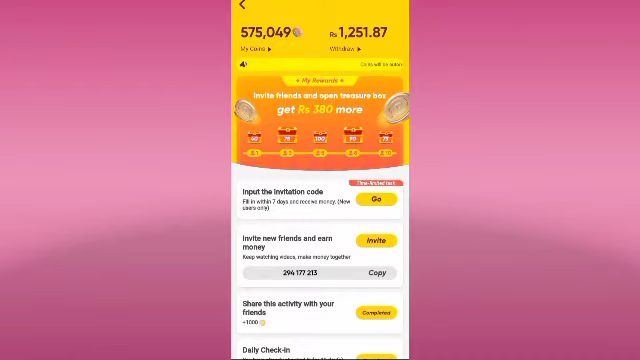 575,049 Rs 1,251.87
My Coins Withdraw
Coins will be autom
My Rewards
Invite friends and open treasure box
get Rs 380 more
100
Time-limited task
Input the invitation code
Go
Fill in within 7 days and receive money. (New
users only)
Invite new friends and earn
money
Invite
Keep watching videos, make money together
294 177 213 Copy
Share this activity with your
friends
Completed
+1000
Daily Check-in